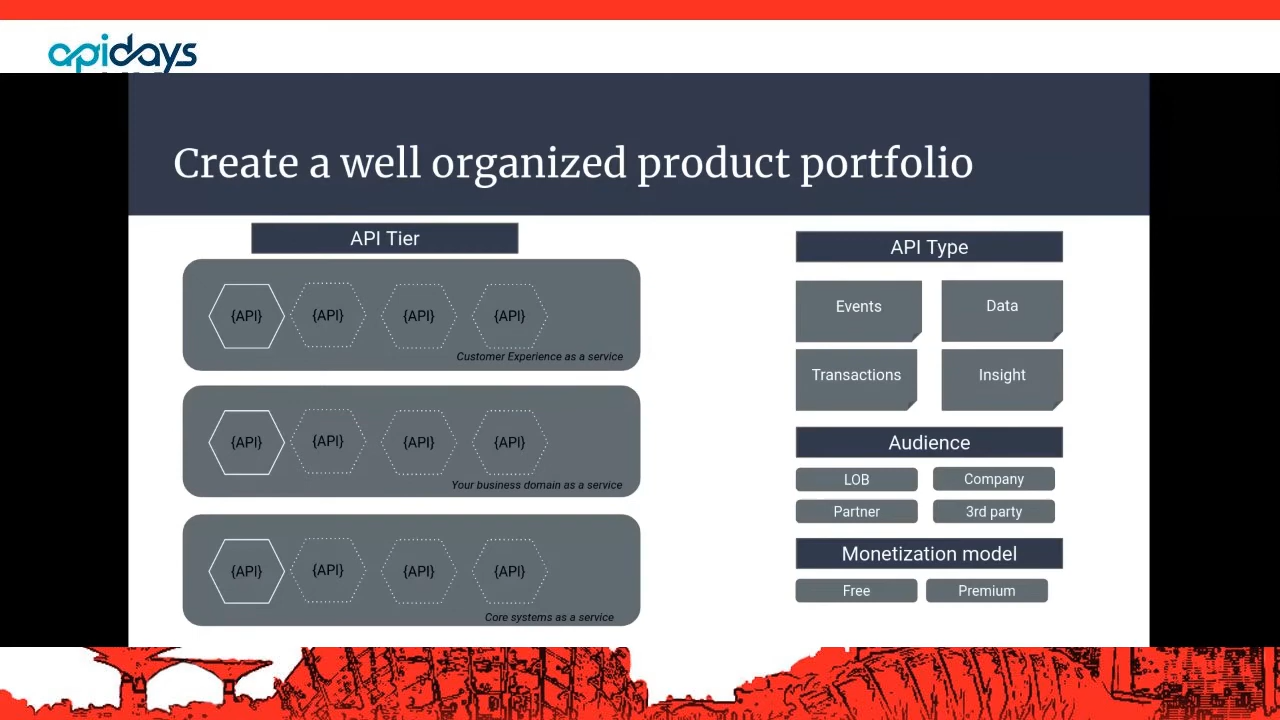 apidays
Create a well organized product portfolio
API Tier
{API} {API} {API} {API}
Customer Experience as a service
{API} {API} {API} {API}
Your business domain as a service
{API} {API} {API} {API}
Core systems as a service
API Type
Events Data
Transactions Insight
Audience
LOB Company
Partner 3rd party
Monetization model
Free Premium